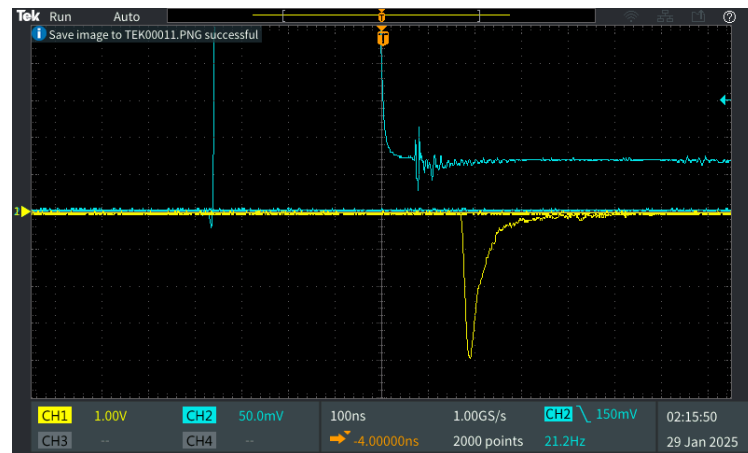 Tek Run Auto
Save image to TEK00011.PNG successful
T
T
2
CH1 1.00V CH2 50.0mV 100ns 1.00GS/s CH2 150mV 02:15:50
CH3 -- CH4 -- -4.00000ns 2000 points 21.2Hz 29 Jan 2025